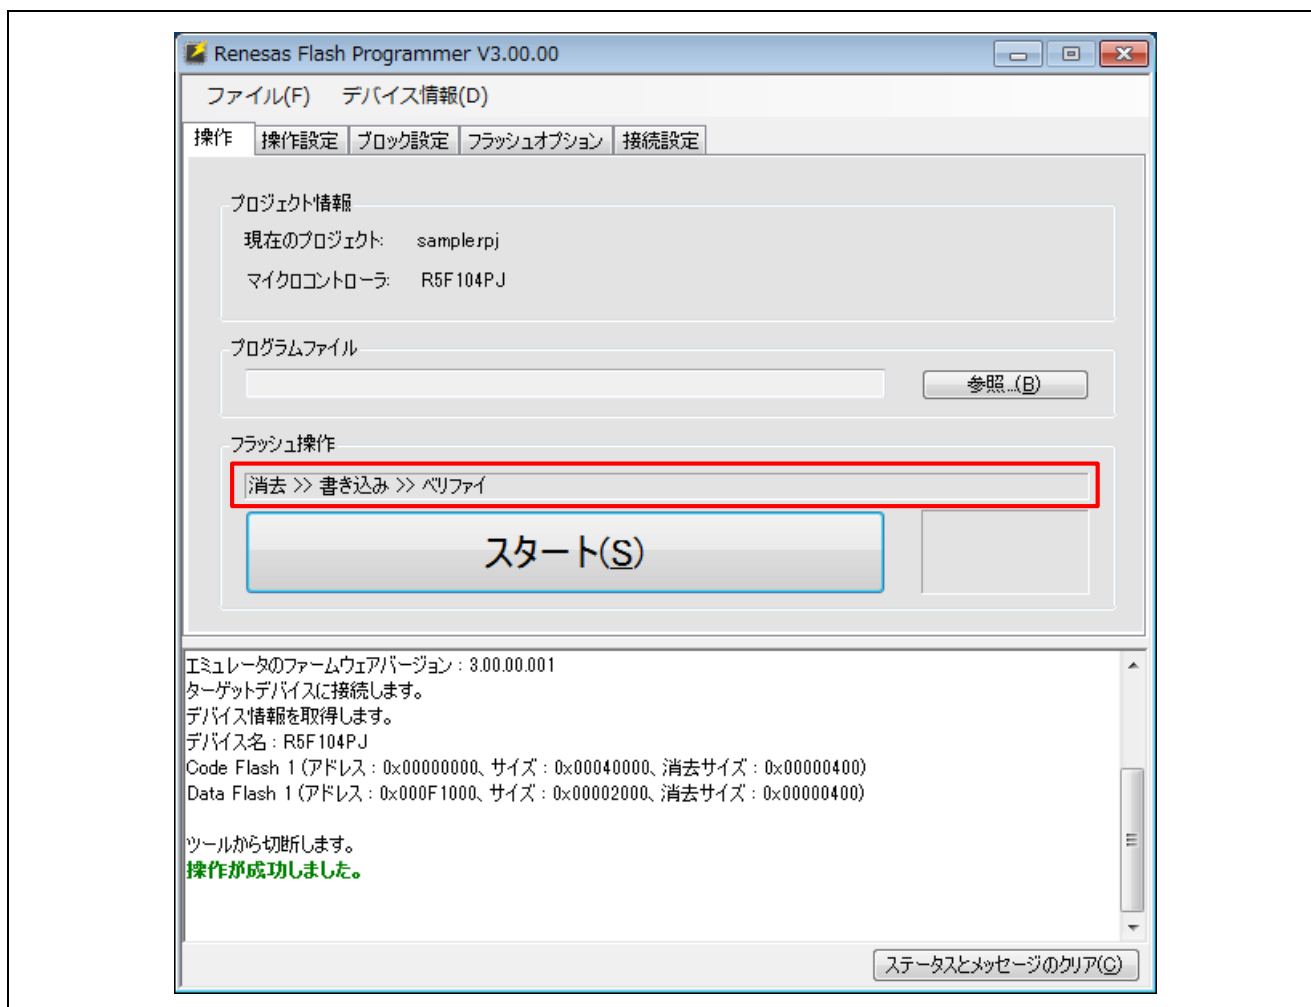 Renesas Flash Programmer V3.00.00
ファイル(F) デバイス情報(D)
操作 操作設定 ブロック設定 フラッシュオプション 接続設定
プロジェクト情報
現在のプロジェクト: sample.rpj
マイクロコントローラ: R5F104PJ
プログラムファイル
参照...(B)
フラッシュ操作
消去 >> 書き込み >> ベリファイ
スタート(S)
エミュレータのファームウェアバージョン : 3.00.00.001
ターゲットデバイスに接続します。
デバイス情報を取得します。
デバイス名 : R5F104PJ
Code Flash 1 (アドレス : 0x00000000、サイズ : 0x00040000、消去サイズ : 0x00000400)
Data Flash 1 (アドレス : 0x000F1000、サイズ : 0x00002000、消去サイズ : 0x00000400)
ツールから切断します。
操作が成功しました。
ステータスとメッセージのクリア(C)